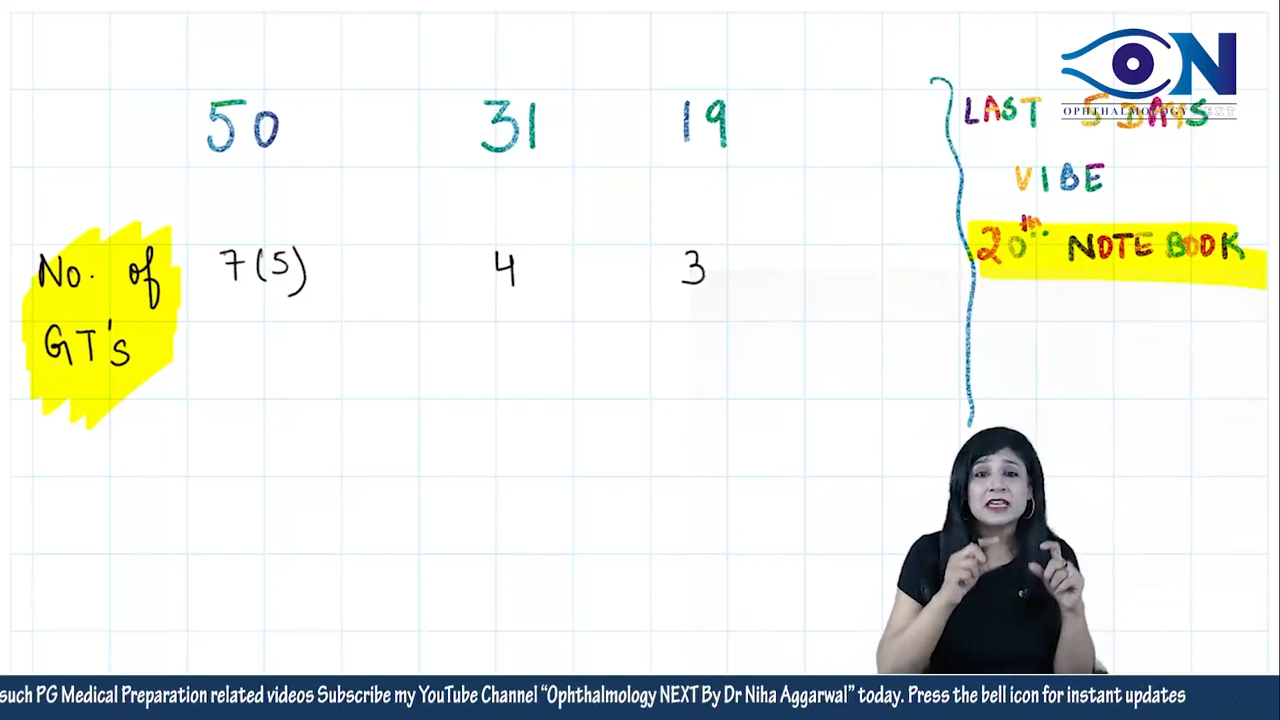 ON
OPHTHALMOLOGY NEXT
50 31 19
LAST 5 DAYS
VIBE
20th NOTE BOOK
No. of 7(5) 4 3
GT's
such PG Medical Preparation related videos Subscribe my YouTube Channel “Ophthalmology NEXT By Dr Niha Aggarwal” today. Press the bell icon for instant updates